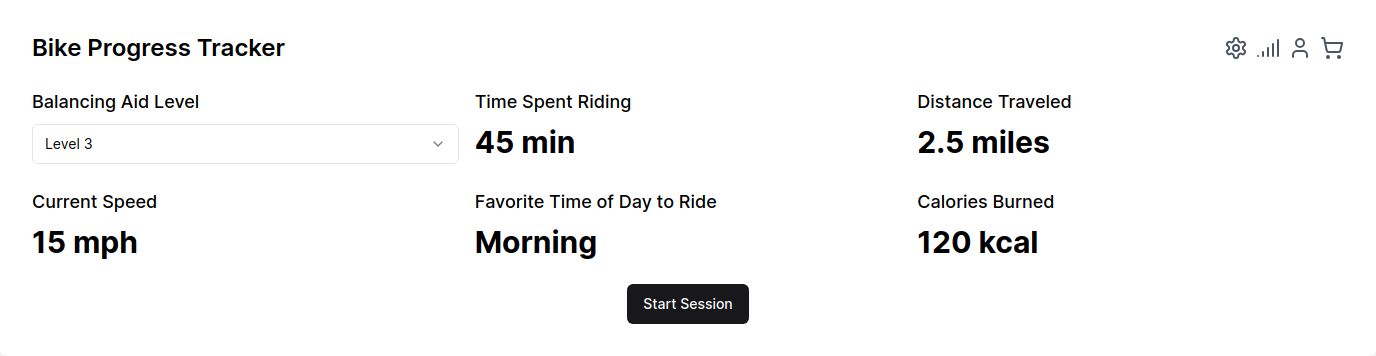 Bike Progress Tracker
Balancing Aid Level
Level 3
Time Spent Riding
45 min
Distance Traveled
2.5 miles
Current Speed
15 mph
Favorite Time of Day to Ride
Morning
Calories Burned
120 kcal
Start Session